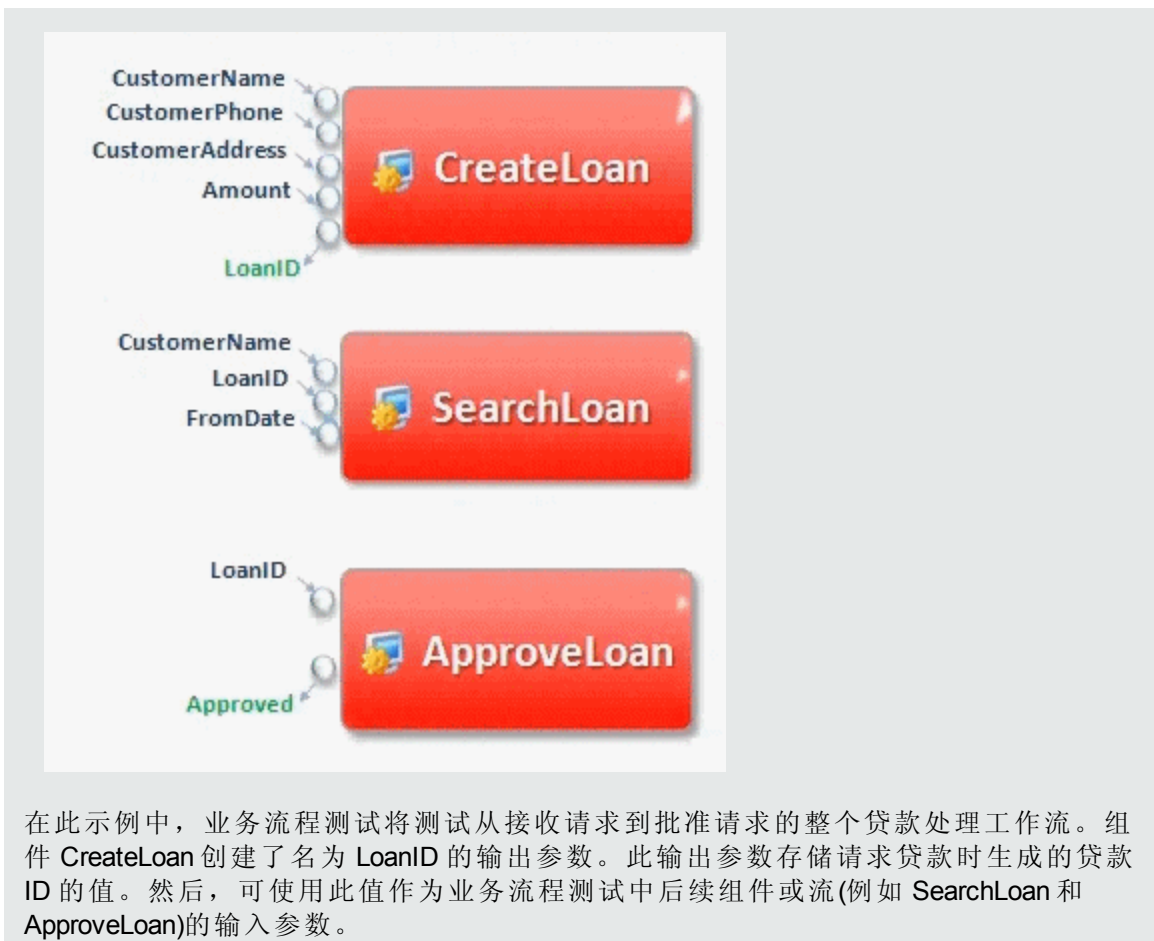 CustomerName
CustomerPhone
CustomerAddress
Amount
LoanID
CreateLoan
CustomerName
LoanID
FromDate
SearchLoan
LoanID
Approved
ApproveLoan
在此示例中，业务流程测试将测试从接收请求到批准请求的整个贷款处理工作流。组
件 CreateLoan 创建了名为 LoanID 的输出参数。此输出参数存储请求贷款时生成的贷款
ID 的值。然后，可使用此值作为业务流程测试中后续组件或流(例如 SearchLoan 和
ApproveLoan)的输入参数。